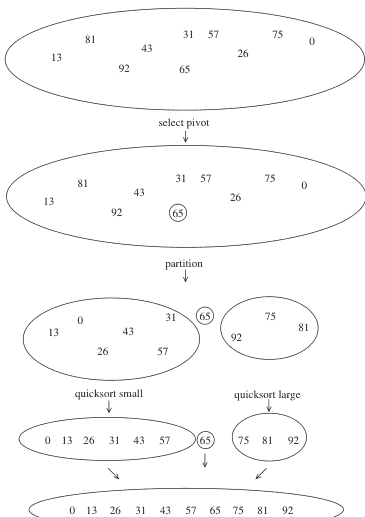 81 31 57 75 0
13 43 26
92 65
select pivot
81 31 57 75 0
13 43 26
92 65
partition
0 31 65 75
13 43 92 81
26 57
quicksort small quicksort large
0 13 26 31 43 57 65 75 81 92
0 13 26 31 43 57 65 75 81 92